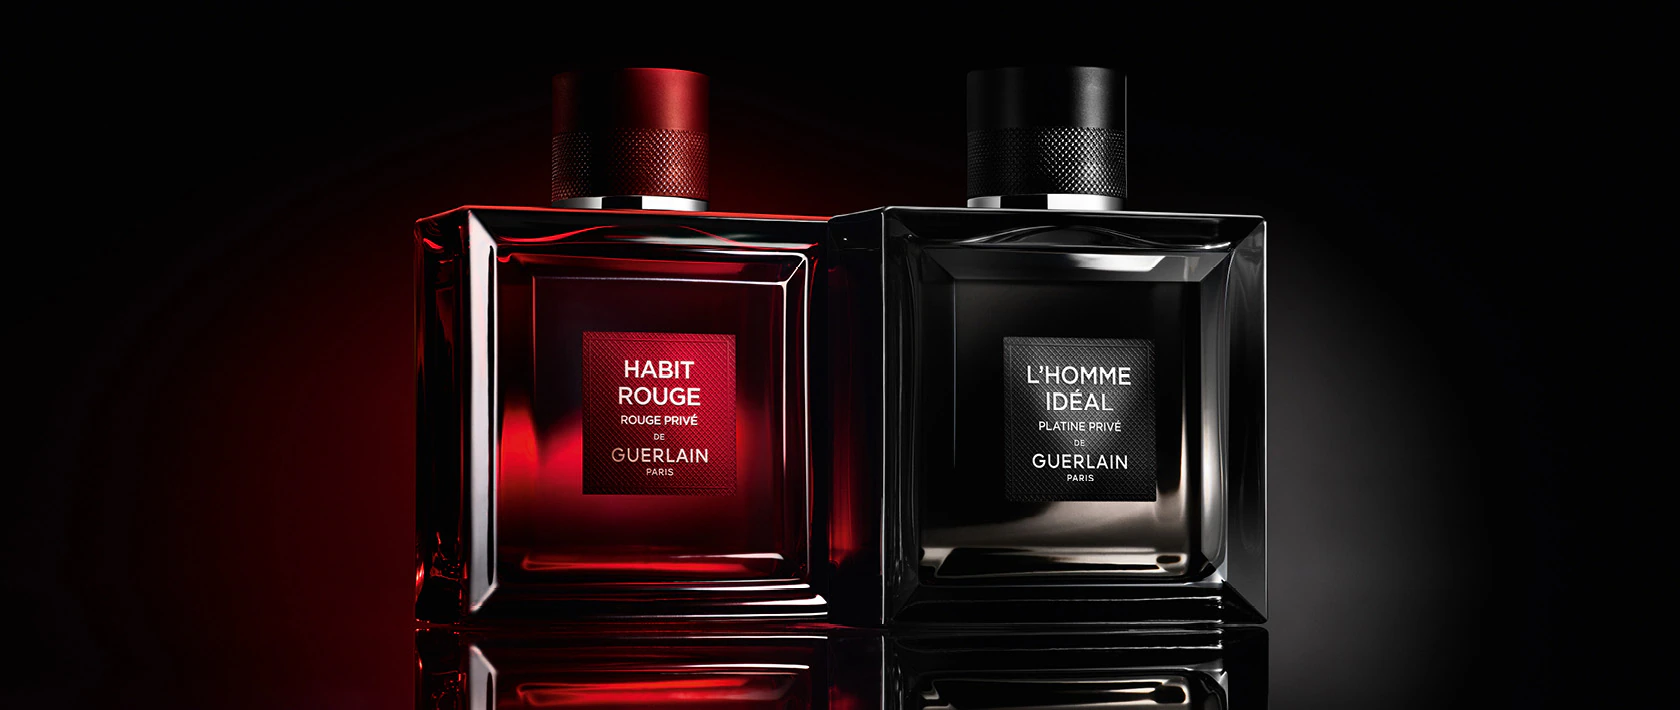 HABIT
ROUGE
ROUGE PRIVÉ
DE
GUERLAIN
PARIS
L'HOMME
IDÉAL
PLATINE PRIVÉ
DE
GUERLAIN
PARIS